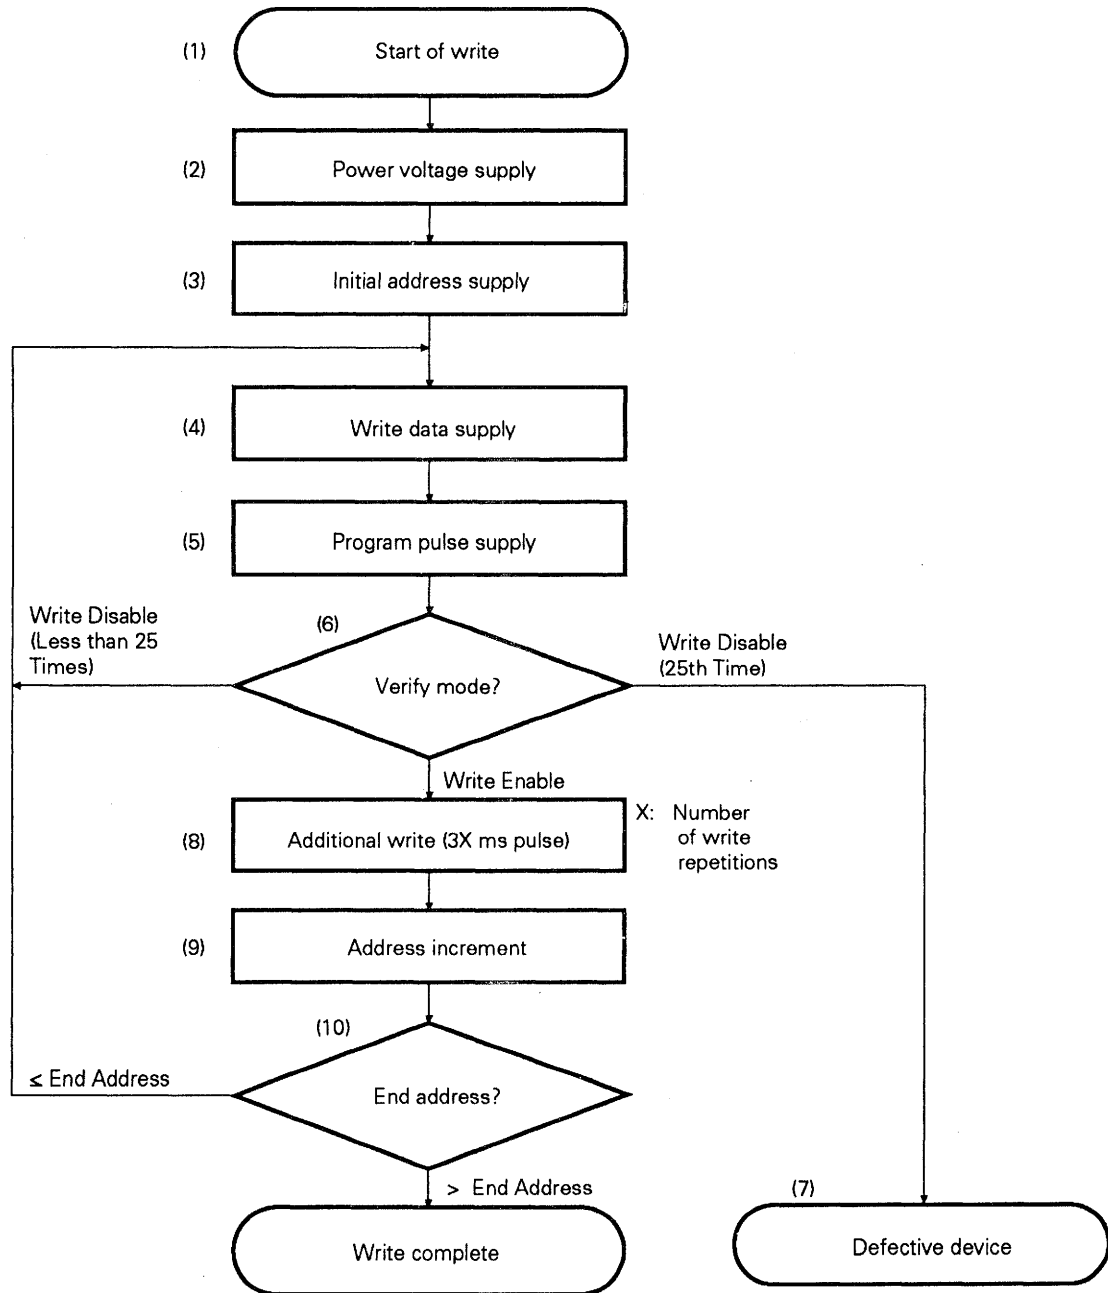 (1)
Start of write
(2)
Power voltage supply
(3)
Initial address supply
(4)
Write data supply
(5)
Program pulse supply
Write Disable
(Less than 25
Times)
(6)
Verify mode?
Write Disable
(25th Time)
Write Enable
(8)
Additional write (3X ms pulse)
X: Number
of write
repetitions
(9)
Address increment
(10)
≤ End Address
End address?
> End Address
Write complete
(7)
Defective device